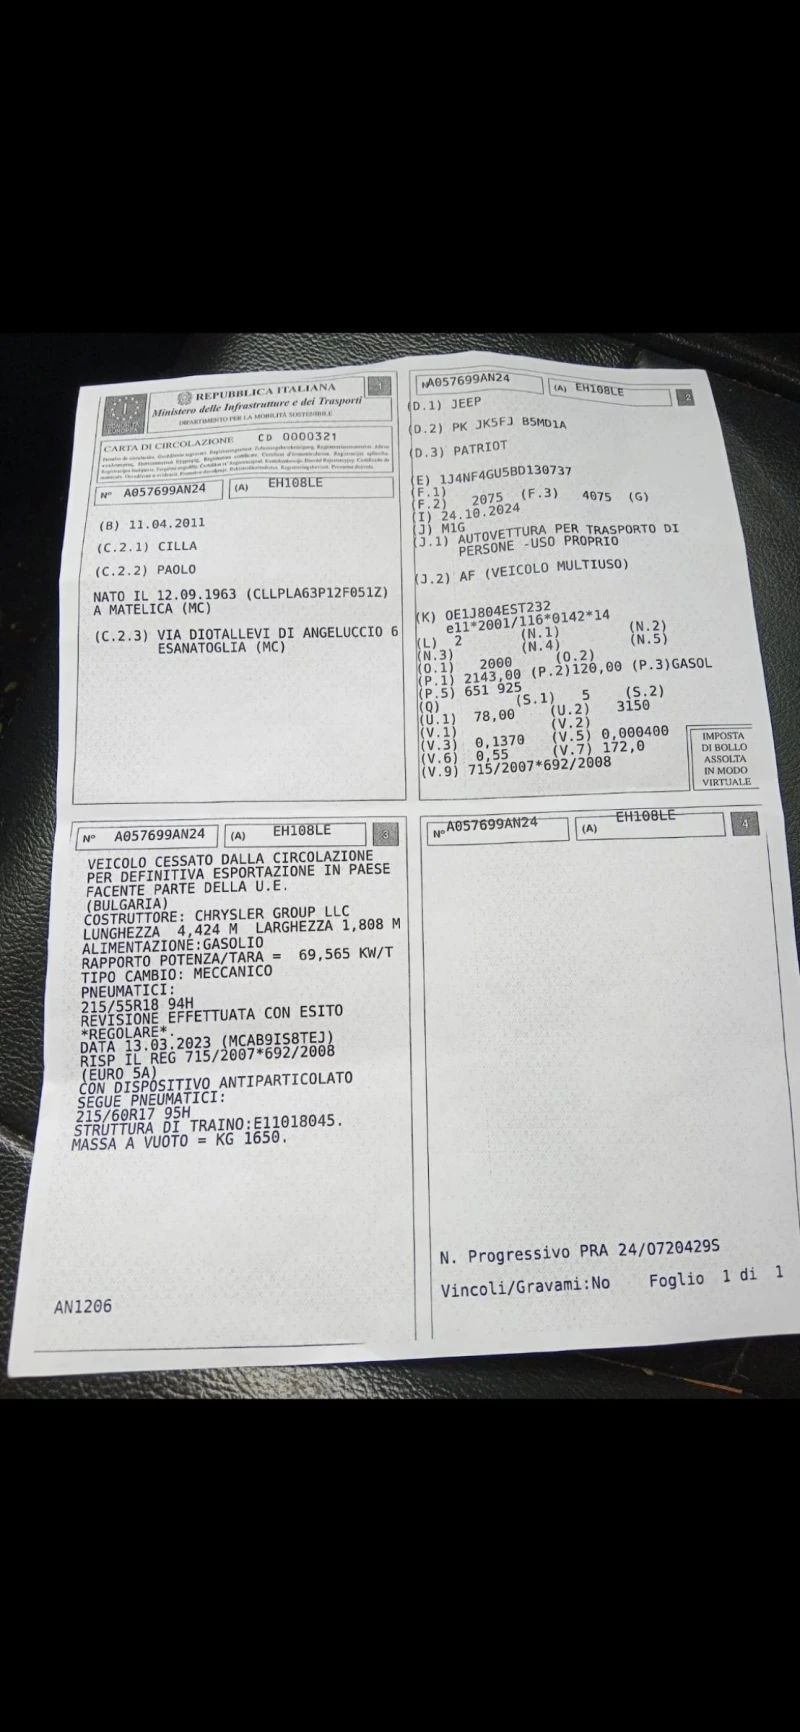 REPUBBLICA ITALIANA
1
Ministero delle Infrastrutture e dei Trasporti
DIPARTIMENTO PER LA MOBILITÀ SOSTENIBILE
CARTA DI CIRCOLAZIONE CD 0000321
N° A057699AN24 (A) EH108LE
(B) 11.04.2011
(C.2.1) CILLA
(C.2.2) PAOLO
NATO IL 12.09.1963 (CLLPLA63P12F051Z)
A MATELICA (MC)
(C.2.3) VIA DIOTALLEVI DI ANGELUCCIO 6
ESANATOGLIA (MC)
N° A057699AN24 (A) EH108LE 2
(D.1) JEEP
(D.2) PK JK5FJ B5MD1A
(D.3) PATRIOT
(E) 1J4NF4GU5BD130737
(F.1)
(F.2) 2075 (F.3) 4075 (G)
(I) 24.10.2024
(J) M1G
(J.1) AUTOVETTURA PER TRASPORTO DI
PERSONE -USO PROPRIO
(J.2) AF (VEICOLO MULTIUSO)
(K) OE1J804EST232
e11*2001/116*0142*14
(L) 2 (N.1) (N.2)
(N.3) (N.4) (N.5)
(O.1) 2000 (O.2)
(P.1) 2143,00 (P.2)120,00 (P.3)GASOL
(P.5) 651 925
(Q) (S.1) 5 (S.2)
(U.1) 78,00 (U.2) 3150
(V.1) (V.2)
(V.3) 0,1370 (V.5) 0,000400
(V.6) 0,55 (V.7) 172,0
(V.9) 715/2007*692/2008
IMPOSTA
DI BOLLO
ASSOLTA
IN MODO
VIRTUALE
N° A057699AN24 (A) EH108LE 3
VEICOLO CESSATO DALLA CIRCOLAZIONE
PER DEFINITIVA ESPORTAZIONE IN PAESE
FACENTE PARTE DELLA U.E.
(BULGARIA)
COSTRUTTORE: CHRYSLER GROUP LLC
LUNGHEZZA 4,424 M LARGHEZZA 1,808 M
ALIMENTAZIONE:GASOLIO
RAPPORTO POTENZA/TARA = 69,565 KW/T
TIPO CAMBIO: MECCANICO
PNEUMATICI:
215/55R18 94H
REVISIONE EFFETTUATA CON ESITO
*REGOLARE*.
DATA 13.03.2023 (MCAB9IS8TEJ)
RISP IL REG 715/2007*692/2008
(EURO 5A)
CON DISPOSITIVO ANTIPARTICOLATO
SEGUE PNEUMATICI:
215/60R17 95H
STRUTTURA DI TRAINO:E11018045.
MASSA A VUOTO = KG 1650.
AN1206
N° A057699AN24 (A) EH108LE 4
N. Progressivo PRA 24/O720429S
Vincoli/Gravami:No Foglio 1 di 1